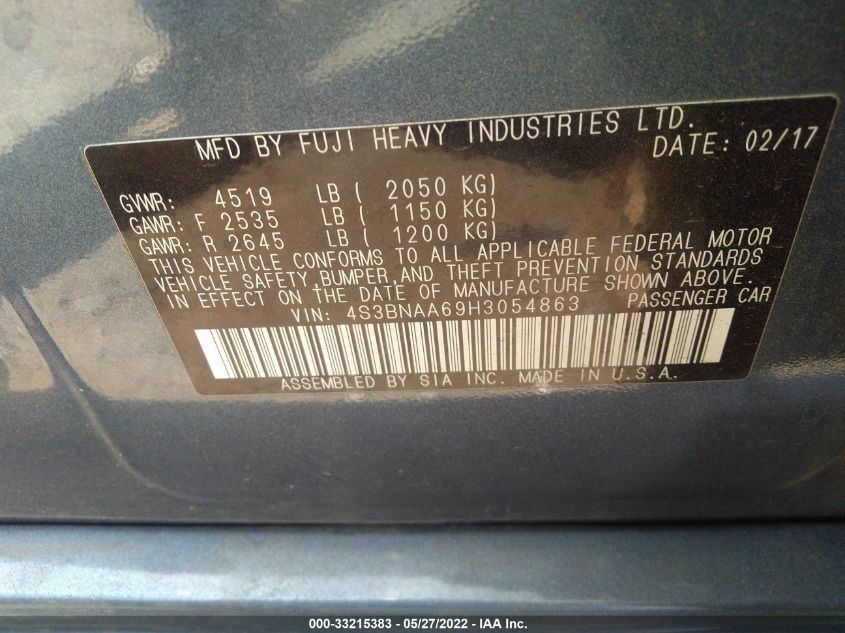 MFD BY FUJI HEAVY INDUSTRIES LTD.
DATE: 02/17
GVWR: 4519 LB ( 2050 KG)
GAWR: F 2535 LB ( 1150 KG)
GAWR: R 2645 LB ( 1200 KG)
THIS VEHICLE CONFORMS TO ALL APPLICABLE FEDERAL MOTOR
VEHICLE SAFETY,BUMPER,AND THEFT PREVENTION STANDARDS
IN EFFECT ON THE DATE OF MANUFACTURE SHOWN ABOVE.
VIN: 4S3BNAA69H3054863 PASSENGER CAR
ASSEMBLED BY SIA INC. MADE IN U.S.A.
000-33215383 - 05/27/2022 - IAA Inc.